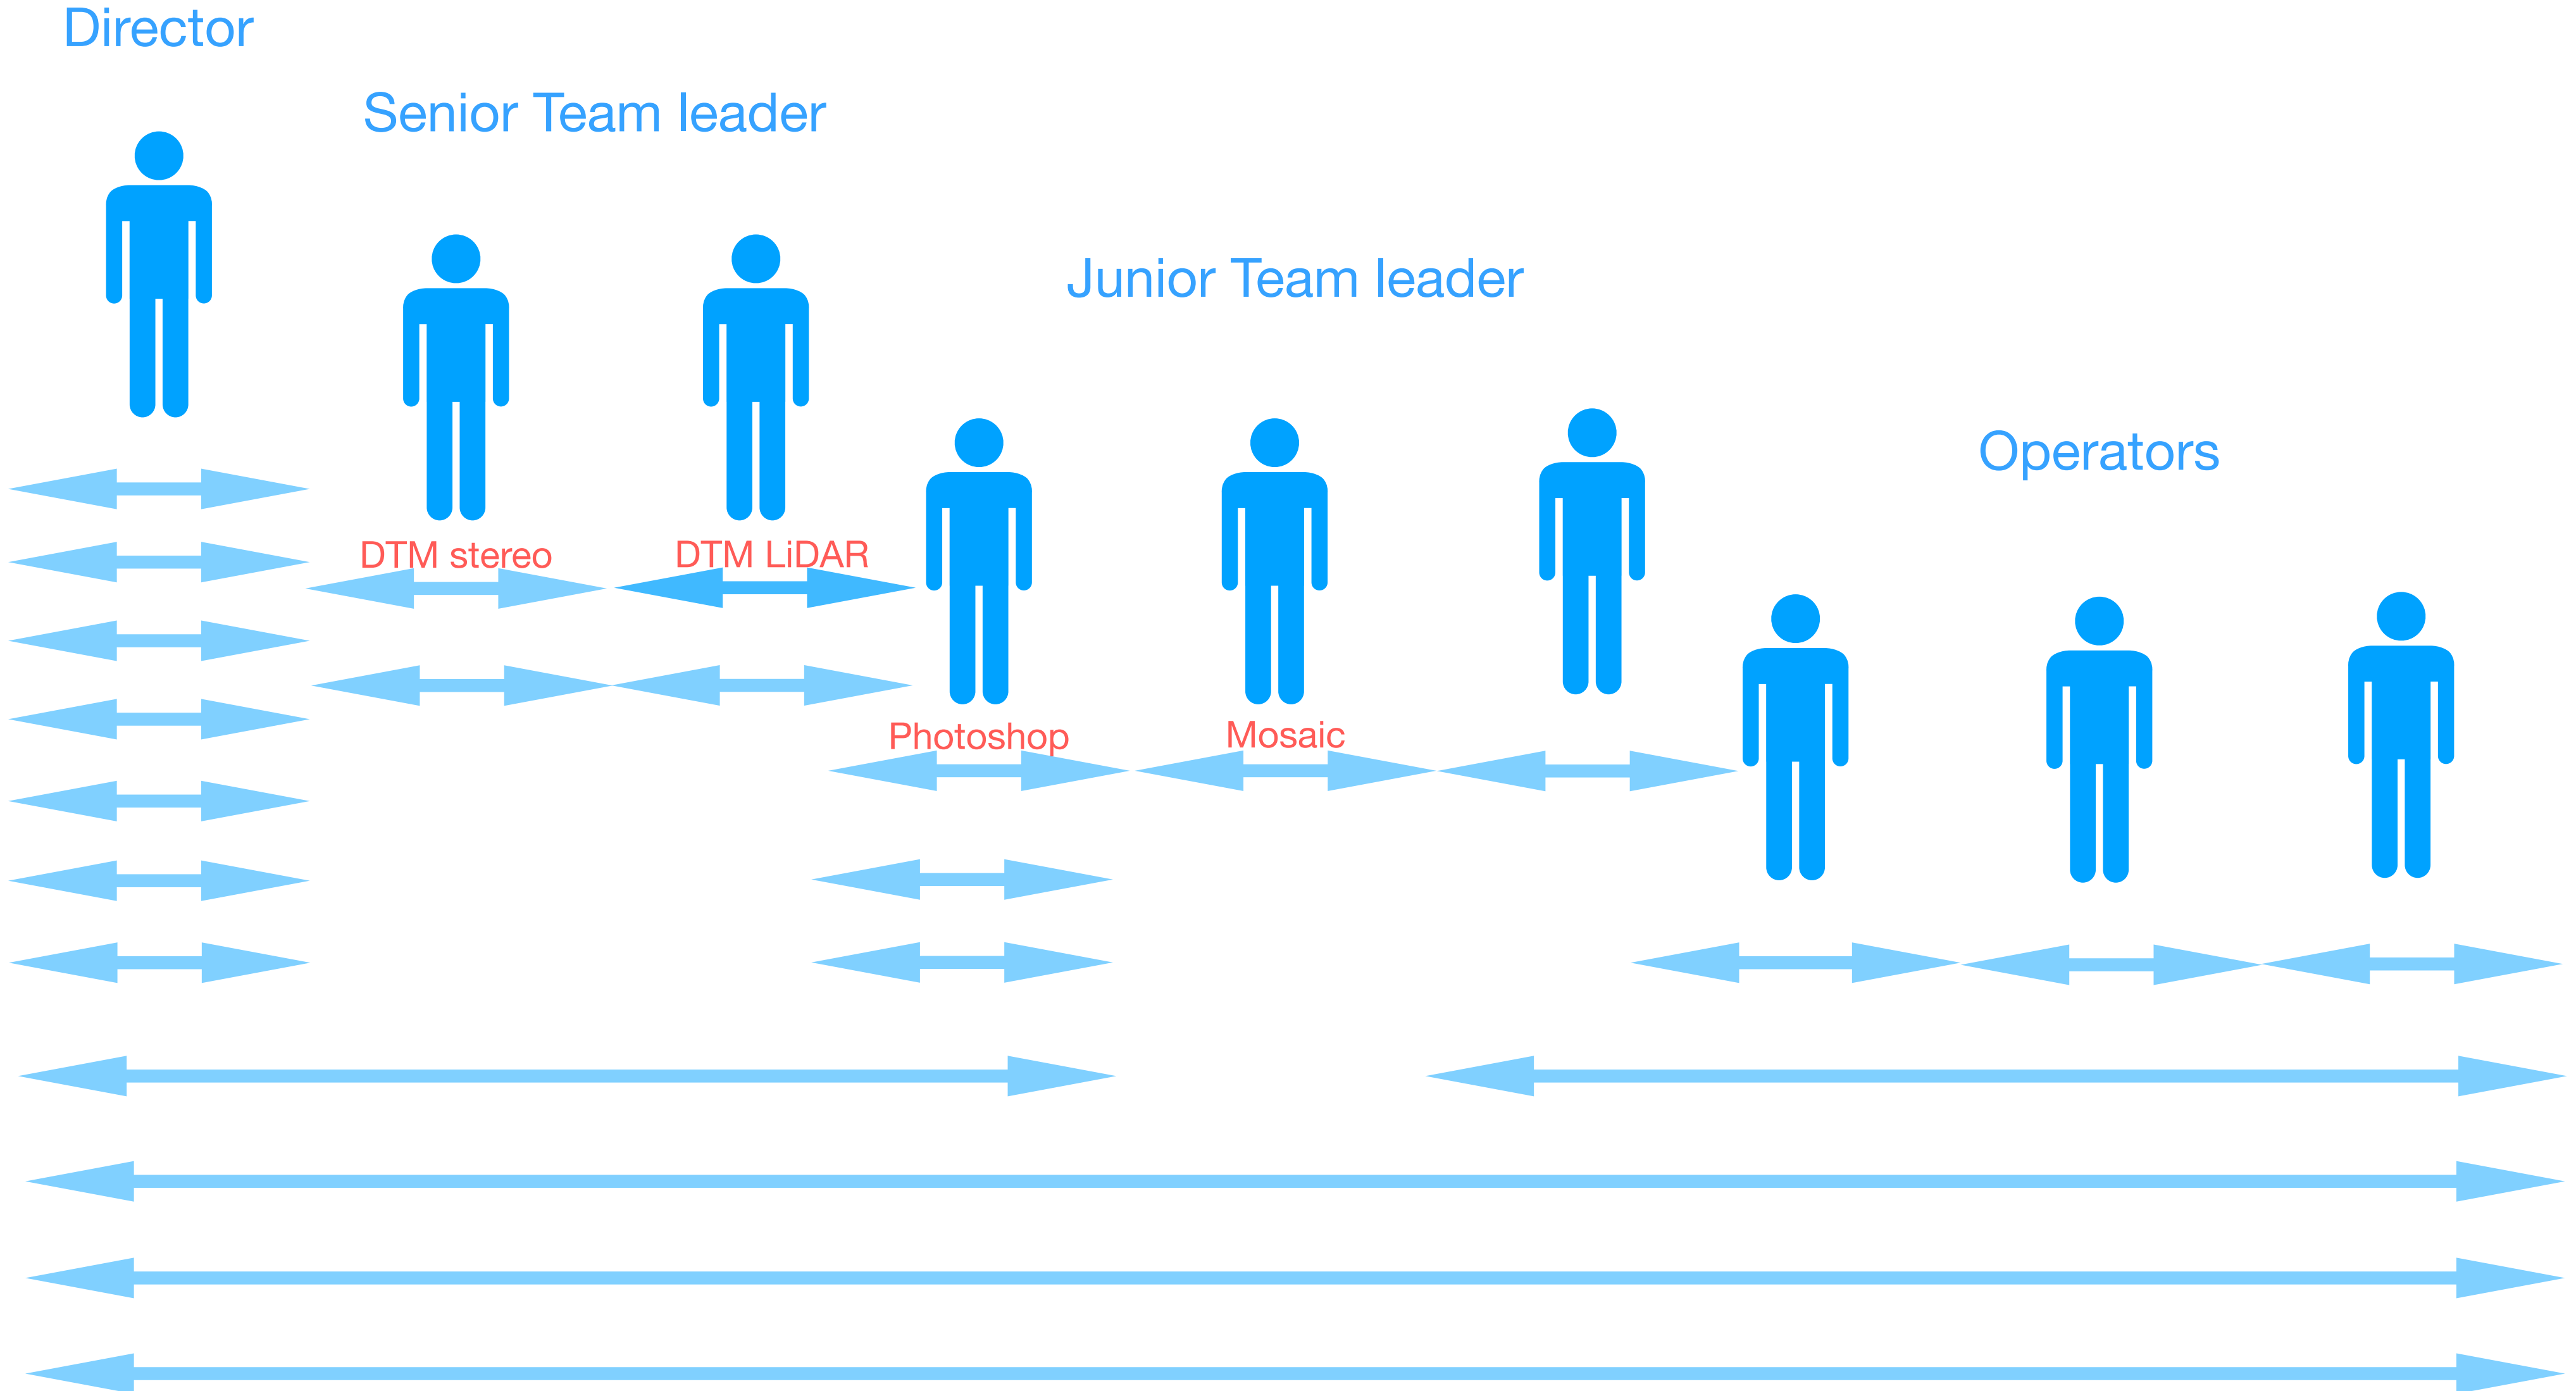 Director
Senior Team leader
Junior Team leader
Operators
DTM stereo
DTM LiDAR
Photoshop
Mosaic